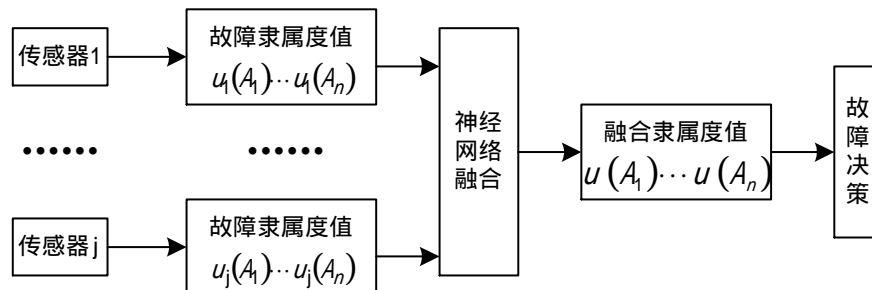 传感器1
故障隶属度值
u₁(A₁)···u₁(Aₙ)
······
······
传感器j
故障隶属度值
uⱼ(A₁)···uⱼ(Aₙ)
神经
网络
融合
融合隶属度值
u(A₁)···u(Aₙ)
故
障
决
策